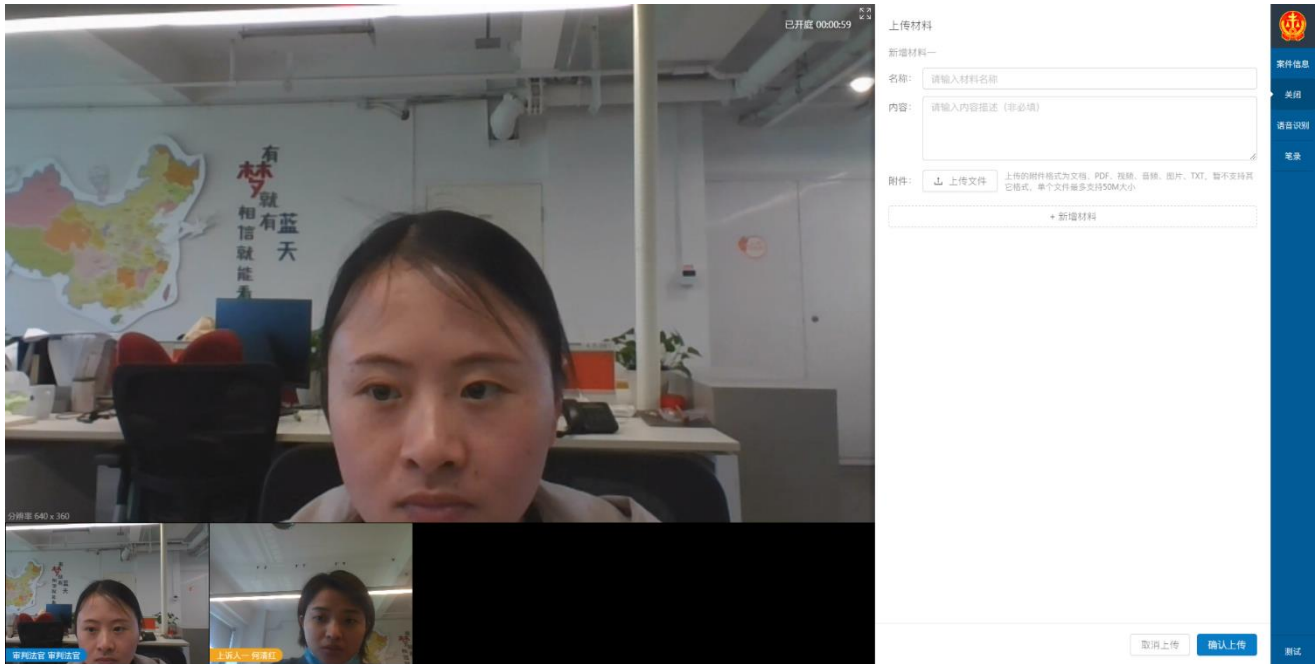 已开庭 00:00:59
有
梦
就
有
蓝
天
相
信
就
能
看
分辨率 640 x 360
审判法官 审判法官
上诉人一 何清红
上传材料
新增材料一
名称: 请输入材料名称
内容: 请输入内容描述(非必填)
附件: 上传文件 上传的附件格式为文档、PDF、视频、音频、图片、TXT,暂不支持其
它格式,单个文件最多支持50M大小
+ 新增材料
取消上传 确认上传
案件信息
关闭
语音识别
笔录
测试